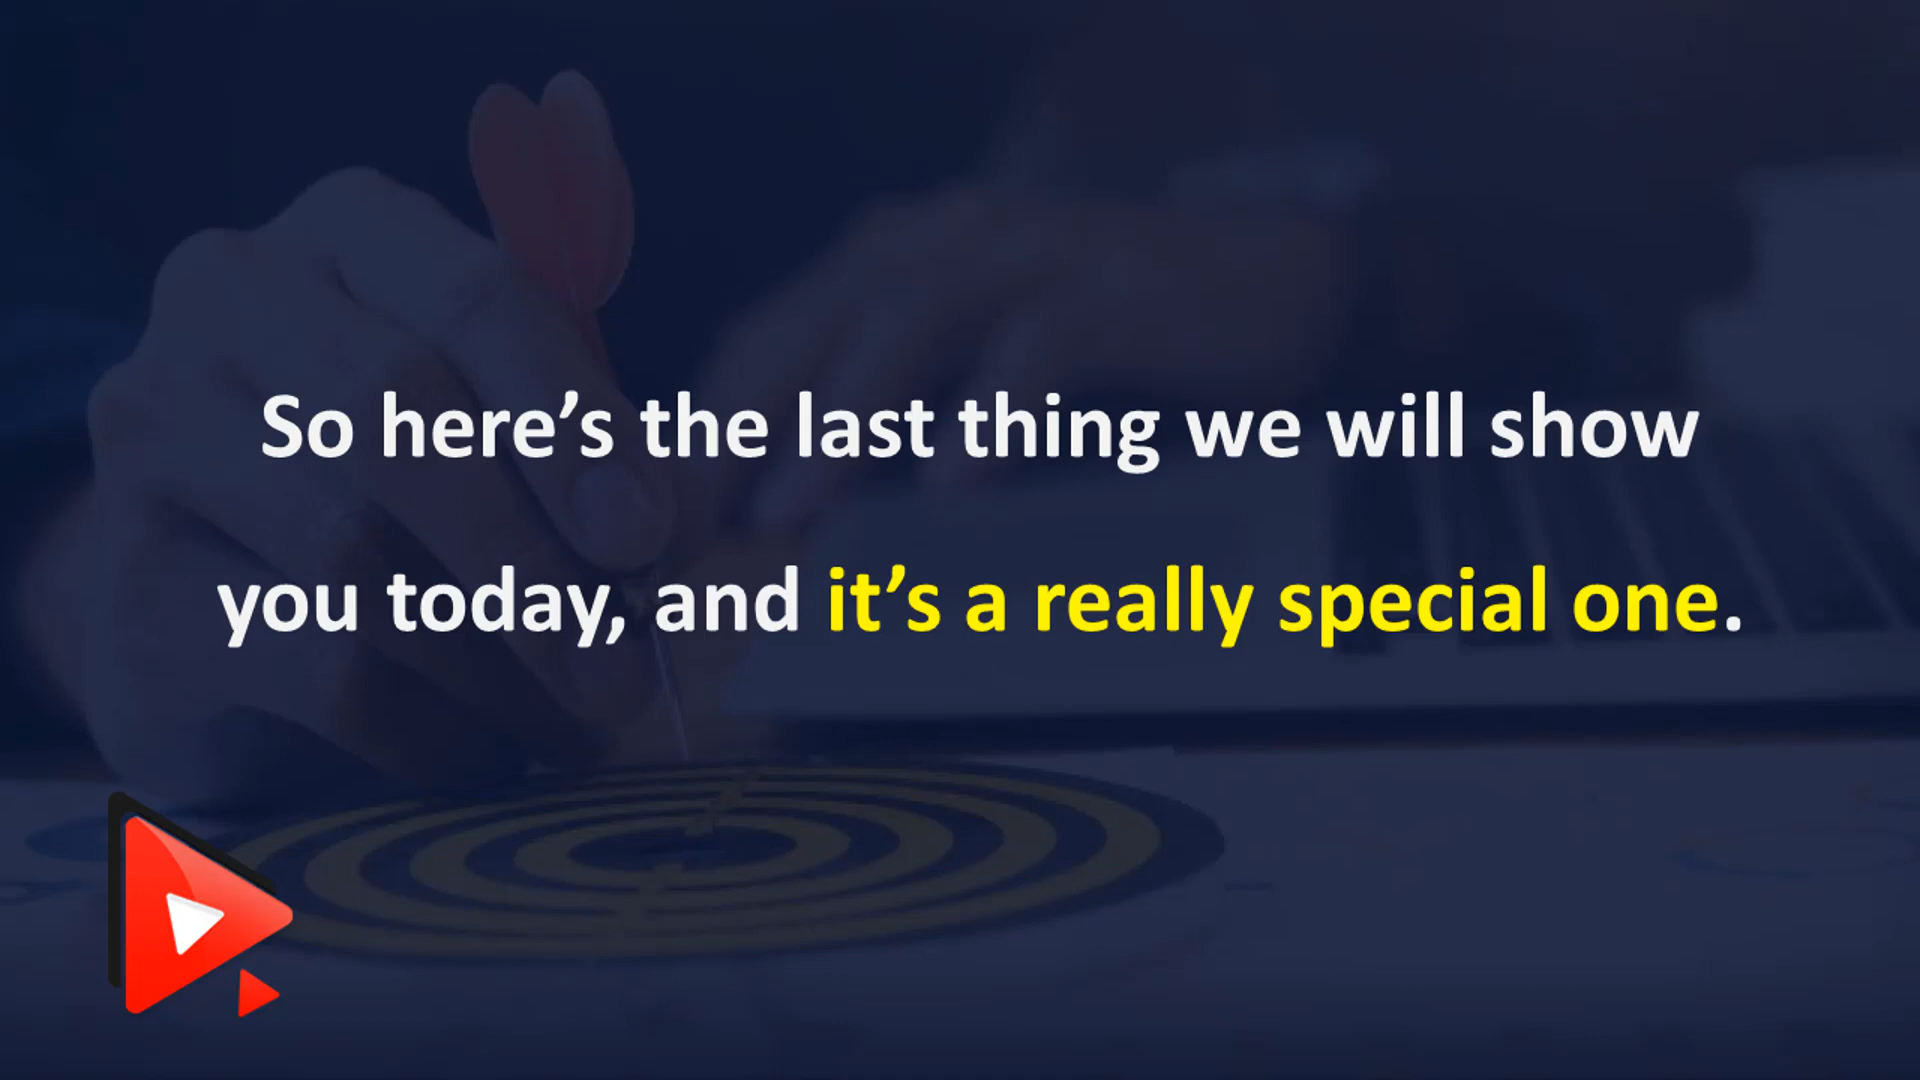 So here’s the last thing we will show
you today, and it’s a really special one.